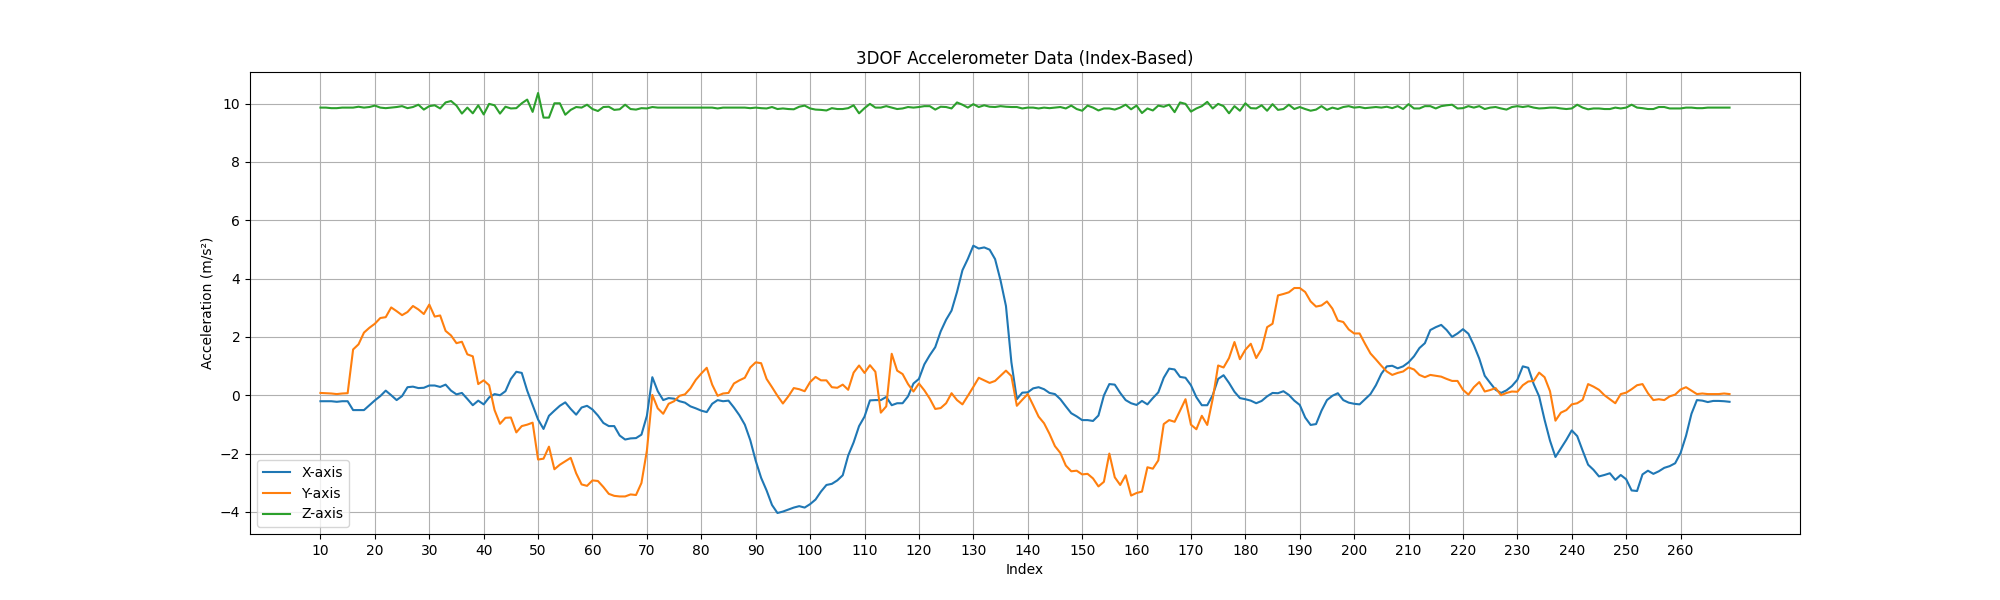 3DOF Accelerometer Data (Index-Based)
Acceleration (m/s²)
10
8
6
4
2
0
−2
−4
X-axis
Y-axis
Z-axis
10 20 30 40 50 60 70 80 90 100 110 120 130 140 150 160 170 180 190 200 210 220 230 240 250 260
Index